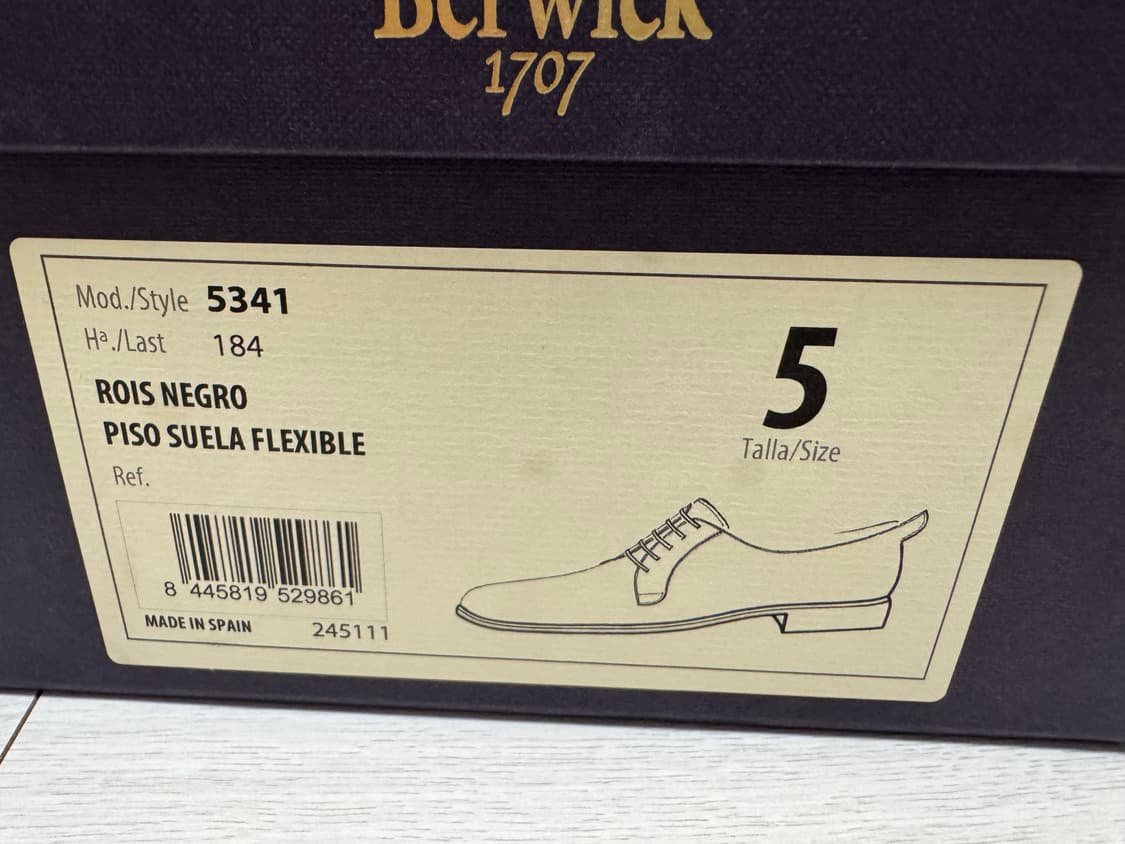 Berwick
1707
Mod./Style 5341
Hª./Last 184
ROIS NEGRO
PISO SUELA FLEXIBLE
Ref.
5
Talla/Size
8 445819 529861
MADE IN SPAIN 245111